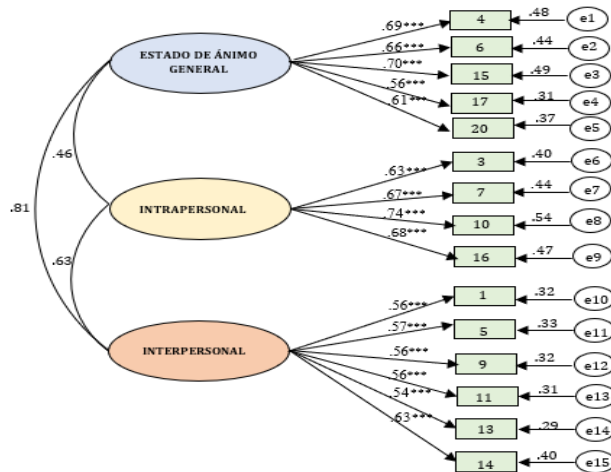 ESTADO DE ÁNIMO
GENERAL
.69*** 4 .48 e1
.66*** 6 .44 e2
.70*** 15 .49 e3
.56*** 17 .31 e4
.61*** 20 .37 e5
.46
.81
INTRAPERSONAL
.63*** 3 .40 e6
.67*** 7 .44 e7
.74*** 10 .54 e8
.68*** 16 .47 e9
.63
INTERPERSONAL
.56*** 1 .32 e10
.57*** 5 .33 e11
.56*** 9 .32 e12
.56*** 11 .31 e13
.54*** 13 .29 e14
.63*** 14 .40 e15